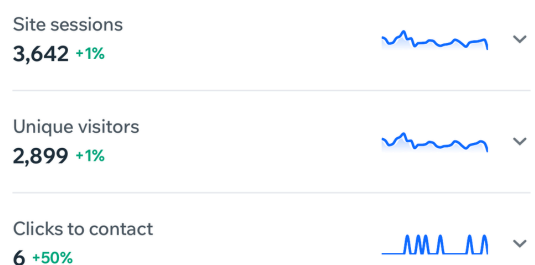 Site sessions
3,642 +1%
Unique visitors
2,899 +1%
Clicks to contact
6 +50%